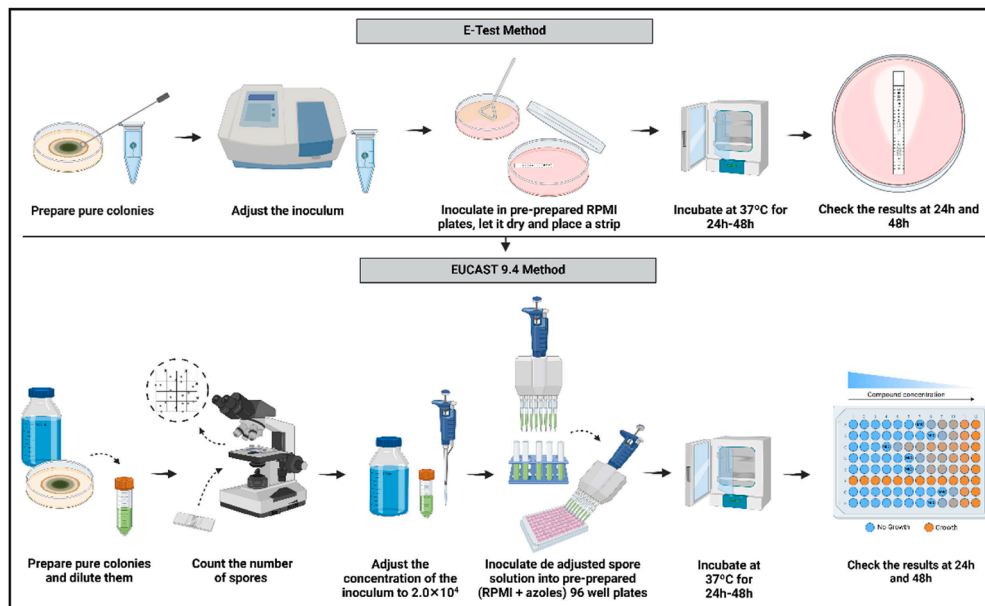 E-Test Method
Prepare pure colonies
Adjust the inoculum
Inoculate in pre-prepared RPMI
plates, let it dry and place a strip
Incubate at 37ºC for
24h-48h
Check the results at 24h and
48h
EUCAST 9.4 Method
Prepare pure colonies
and dilute them
Count the number
of spores
Adjust the
concentration of the
inoculum to 2.0×10⁴
Inoculate de adjusted spore
solution into pre-prepared
(RPMI + azoles) 96 well plates
Incubate at
37ºC for
24h-48h
Compound concentration
No Growth
Growth
Check the results at 24h
and 48h